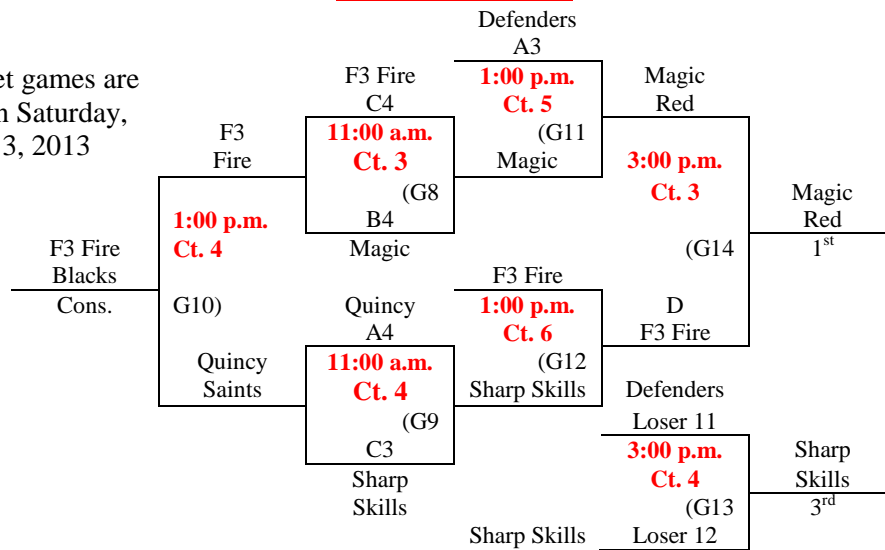 et games are
n Saturday,
3, 2013
F3 Fire
Blacks
Cons.
F3
Fire
1:00 p.m.
Ct. 4
G10)
Quincy
Saints
F3 Fire
C4
11:00 a.m.
Ct. 3
(G8
B4
Magic
Quincy
A4
11:00 a.m.
Ct. 4
(G9
C3
Sharp
Skills
Defenders
A3
1:00 p.m.
Ct. 5
(G11
Magic
F3 Fire
1:00 p.m.
Ct. 6
(G12
Sharp Skills
Magic
Red
3:00 p.m.
Ct. 3
(G14
D
F3 Fire
Magic
Red
1st
Defenders
Loser 11
3:00 p.m.
Ct. 4
(G13
Sharp Skills Loser 12
Sharp
Skills
3rd